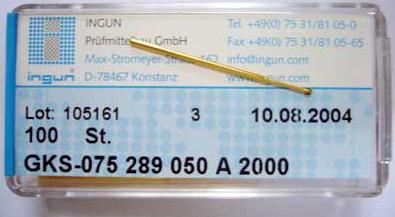 INGUN
Tel. +49(0) 75 31/81 05-0
Prüfmittelbau GmbH
Fax +49(0) 75 31/81 05-65
Max-Stromeyer-Straße 162
info@ingun.com
ingun
D-78467 Konstanz
www.ingun.com
Lot: 105161 3 10.08.2004
100 St.
GKS-075 289 050 A 2000